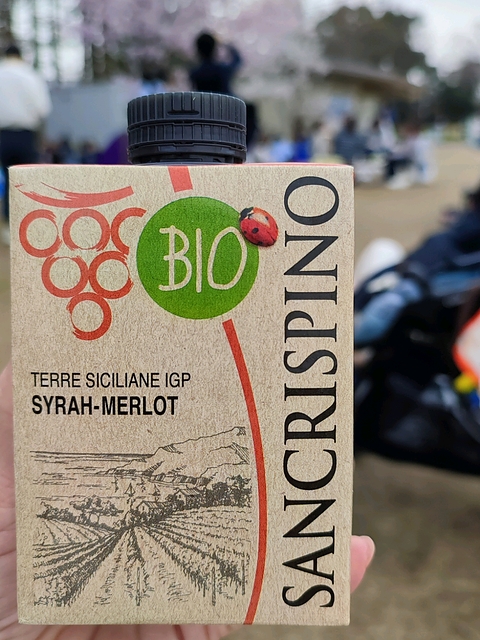 BIO
TERRE SICILIANE IGP
SYRAH-MERLOT
SANCRISPINO